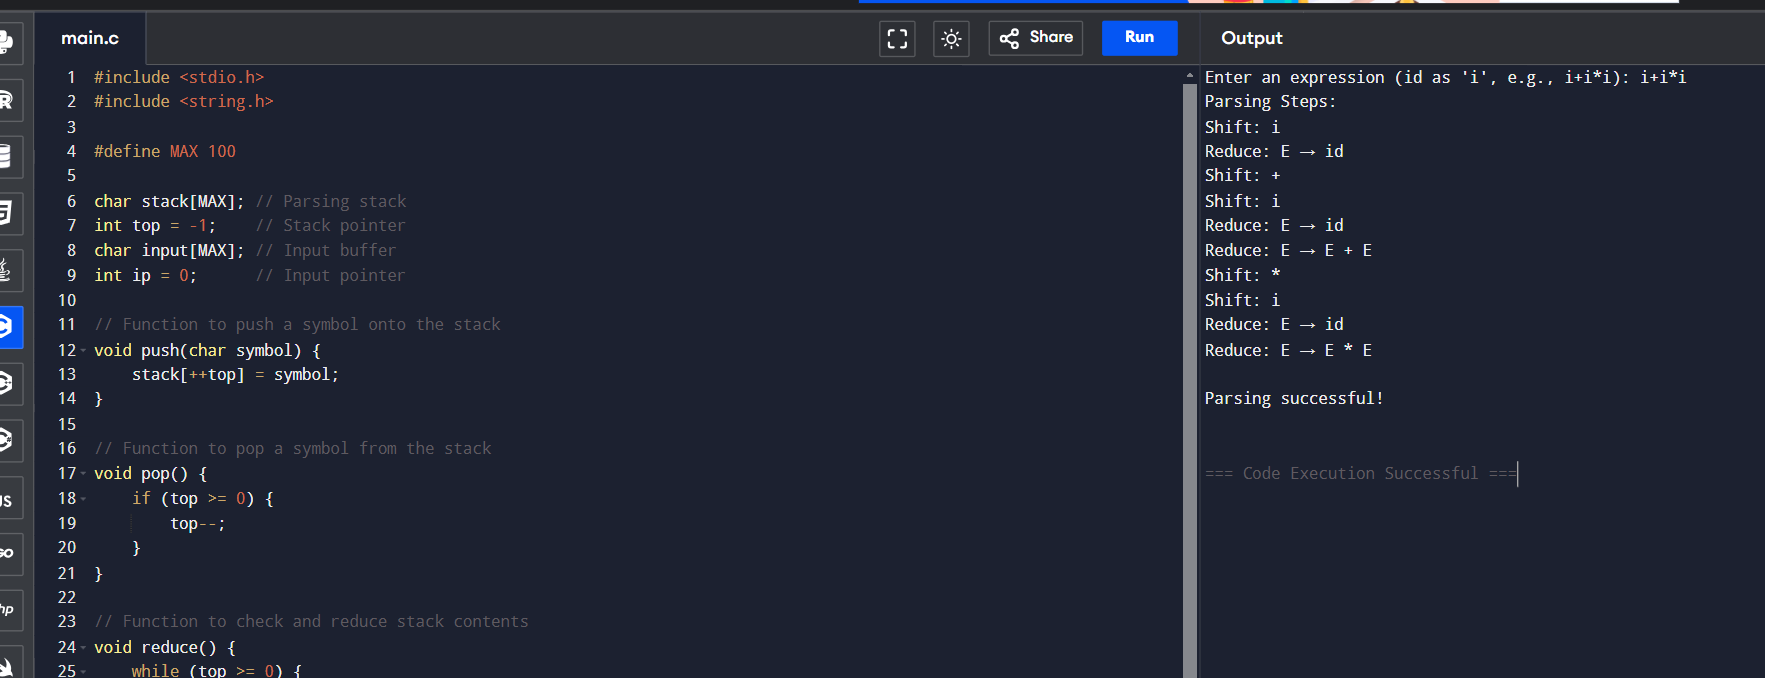 main.c
Share
Run
Output
1 #include <stdio.h>
2 #include <string.h>
3
4 #define MAX 100
5
6 char stack[MAX]; // Parsing stack
7 int top = -1;    // Stack pointer
8 char input[MAX]; // Input buffer
9 int ip = 0;      // Input pointer
10
11 // Function to push a symbol onto the stack
12 void push(char symbol) {
13     stack[++top] = symbol;
14 }
15
16 // Function to pop a symbol from the stack
17 void pop() {
18     if (top >= 0) {
19         top--;
20     }
21 }
22
23 // Function to check and reduce stack contents
24 void reduce() {
25     while (top >= 0) {
Enter an expression (id as 'i', e.g., i+i*i): i+i*i
Parsing Steps:
Shift: i
Reduce: E → id
Shift: +
Shift: i
Reduce: E → id
Reduce: E → E + E
Shift: *
Shift: i
Reduce: E → id
Reduce: E → E * E
Parsing successful!
=== Code Execution Successful ===